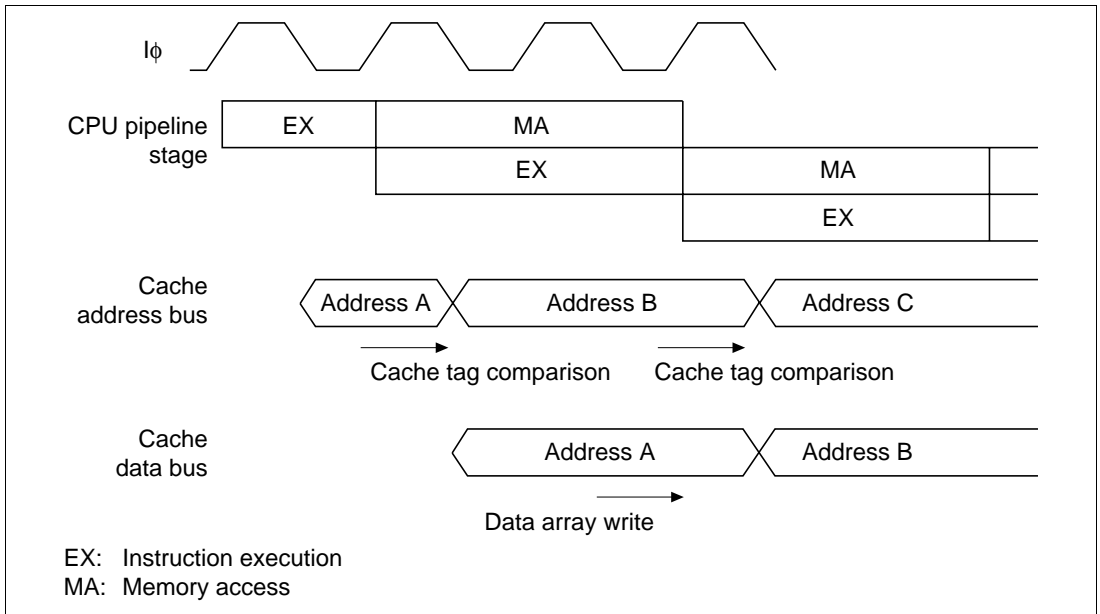 Iϕ
CPU pipeline
stage
EX
MA
EX
MA
EX
Cache
address bus
Address A
Address B
Address C
Cache tag comparison
Cache tag comparison
Cache
data bus
Address A
Address B
Data array write
EX: Instruction execution
MA: Memory access